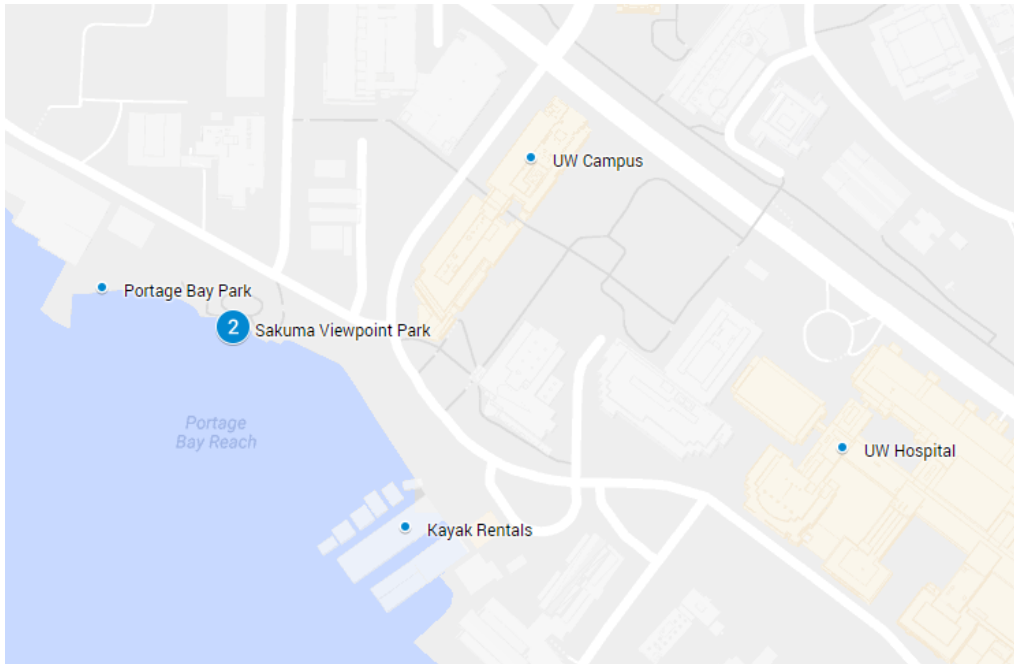 UW Campus
Portage Bay Park
2
Sakuma Viewpoint Park
Portage
Bay Reach
UW Hospital
Kayak Rentals